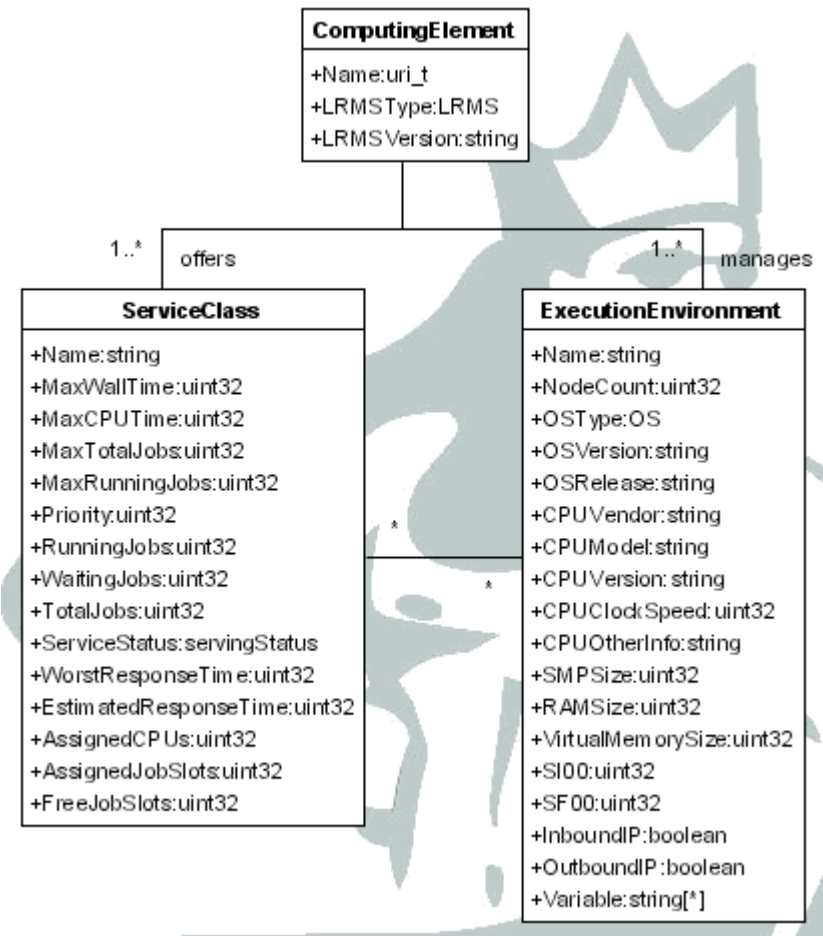 ComputingElement
+Name:uri_t
+LRMSType:LRMS
+LRMSVersion:string
1..*
offers
1..*
manages
ServiceClass
+Name:string
+MaxWallTime:uint32
+MaxCPUTime:uint32
+MaxTotalJobs:uint32
+MaxRunningJobs:uint32
+Priority:uint32
+RunningJobs:uint32
+WaitingJobs:uint32
+TotalJobs:uint32
+ServiceStatus:servingStatus
+WorstResponseTime:uint32
+EstimatedResponseTime:uint32
+AssignedCPUs:uint32
+AssignedJobSlots:uint32
+FreeJobSlots:uint32
*
*
ExecutionEnvironment
+Name:string
+NodeCount:uint32
+OSType:OS
+OSVersion:string
+OSRelease:string
+CPUVendor:string
+CPUModel:string
+CPUVersion:string
+CPUClockSpeed:uint32
+CPUOtherInfo:string
+SMPSize:uint32
+RAMSize:uint32
+VirtualMemorySize:uint32
+SI00:uint32
+SF00:uint32
+InboundIP:boolean
+OutboundIP:boolean
+Variable:string[*]